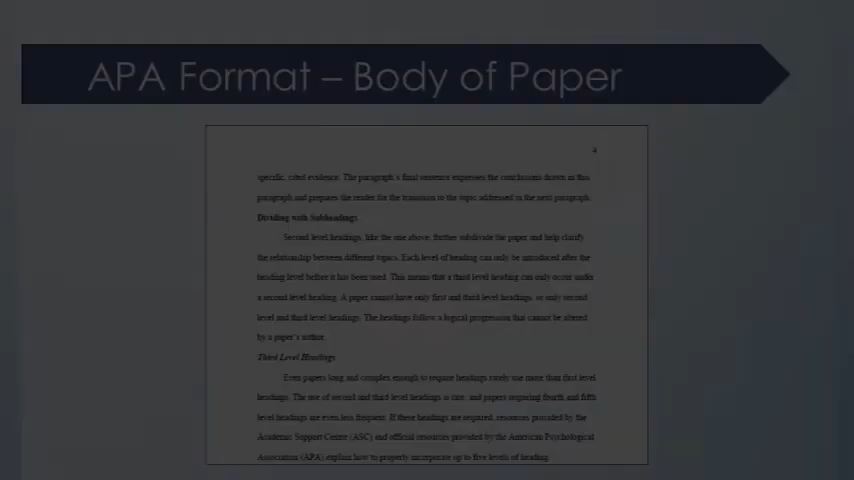 APA Format – Body of Paper
4
specific, cited evidence. The paragraph's final sentence expresses the conclusions drawn in this
paragraph and prepares the reader for the transition to the topic addressed in the next paragraph.
Dividing with Subheadings
Second level headings, like the one above, further subdivide the paper and help clarify
the relationship between different topics. Each level of heading can only be introduced after the
heading level before it has been used. This means that a third level heading can only occur under
a second level heading. A paper cannot have only first and third level headings, or only second
level and third level headings. The headings follow a logical progression that cannot be altered
by a paper's author.
Third Level Headings
Even papers long and complex enough to require headings rarely use more than first level
headings. The use of second and third level headings is rare, and papers requiring fourth and fifth
level headings are even less frequent. If these headings are required, resources provided by the
Academic Support Center (ASC) and official resources provided by the American Psychological
Association (APA) explain how to properly incorporate up to five levels of heading.